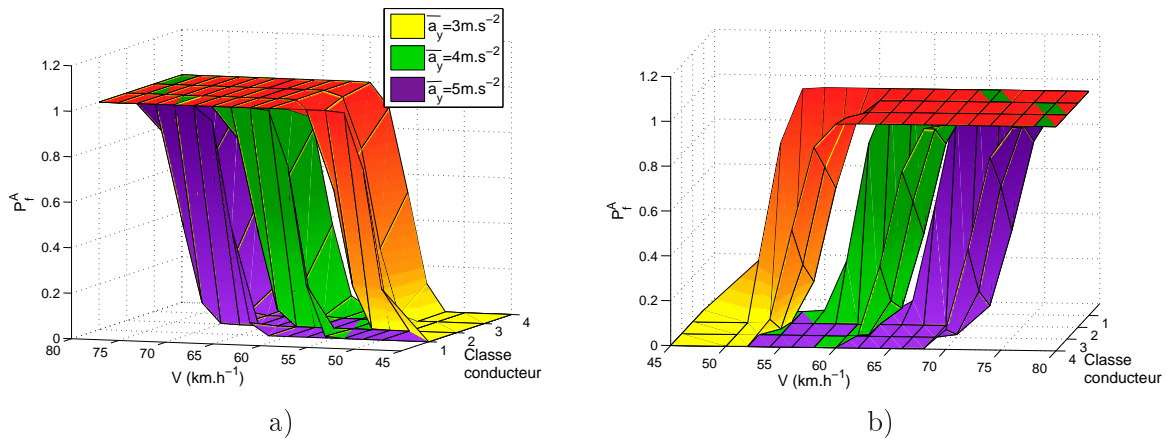 a̅y̅=3m.s⁻²
a̅y̅=4m.s⁻²
a̅y̅=5m.s⁻²
1.2
1
0.8
0.6
0.4
0.2
0
P_f^A
80
75
70
65
60
55
50
45
V (km.h⁻¹)
1
2
3
4
Classe
conducteur
a)
1.2
1
0.8
0.6
0.4
0.2
0
P_f^A
45
50
55
60
65
70
75
80
V (km.h⁻¹)
1
2
3
4
Classe
conducteur
b)